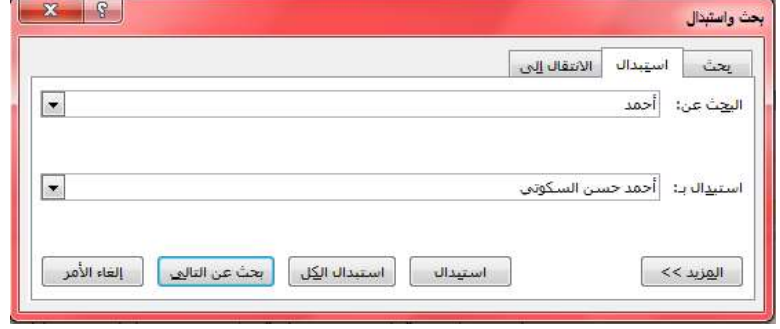 بحث واستبدال
بحث استبدال الانتقال إلى
البحث عن: أحمد
استبدال بـ: أحمد حسن السكوتي
المزيد >> استبدال استبدال الكل بحث عن التالي إلغاء الأمر